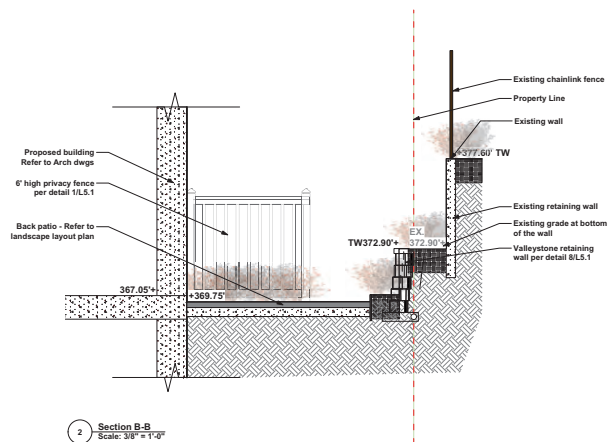 Existing chainlink fence
Property Line
Existing wall
+377.60' TW
Proposed building
Refer to Arch dwgs
6' high privacy fence
per detail 1/L5.1
Back patio - Refer to
landscape layout plan
Existing retaining wall
Existing grade at bottom
of the wall
Valleystone retaining
wall per detail 8/L5.1
EX.
372.90'+
TW372.90'+
367.05'+
+369.75'
2
Section B-B
Scale: 3/8" = 1'-0"